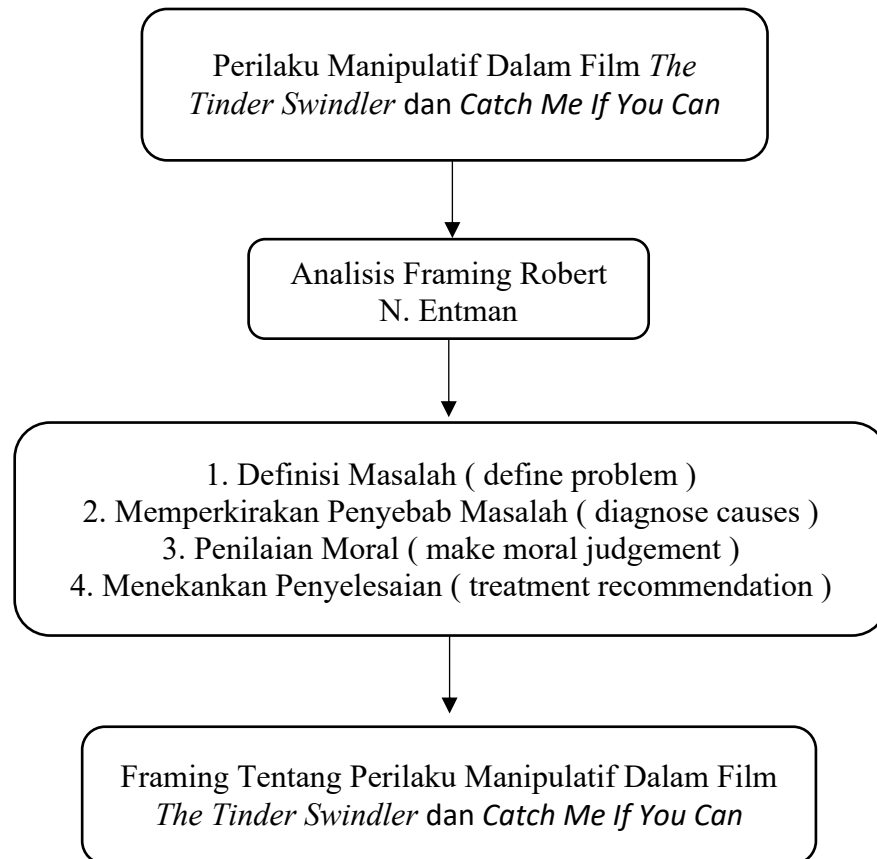 Perilaku Manipulatif Dalam Film The
Tinder Swindler dan Catch Me If You Can
Analisis Framing Robert
N. Entman
1. Definisi Masalah ( define problem )
2. Memperkirakan Penyebab Masalah ( diagnose causes )
3. Penilaian Moral ( make moral judgement )
4. Menekankan Penyelesaian ( treatment recommendation )
Framing Tentang Perilaku Manipulatif Dalam Film
The Tinder Swindler dan Catch Me If You Can